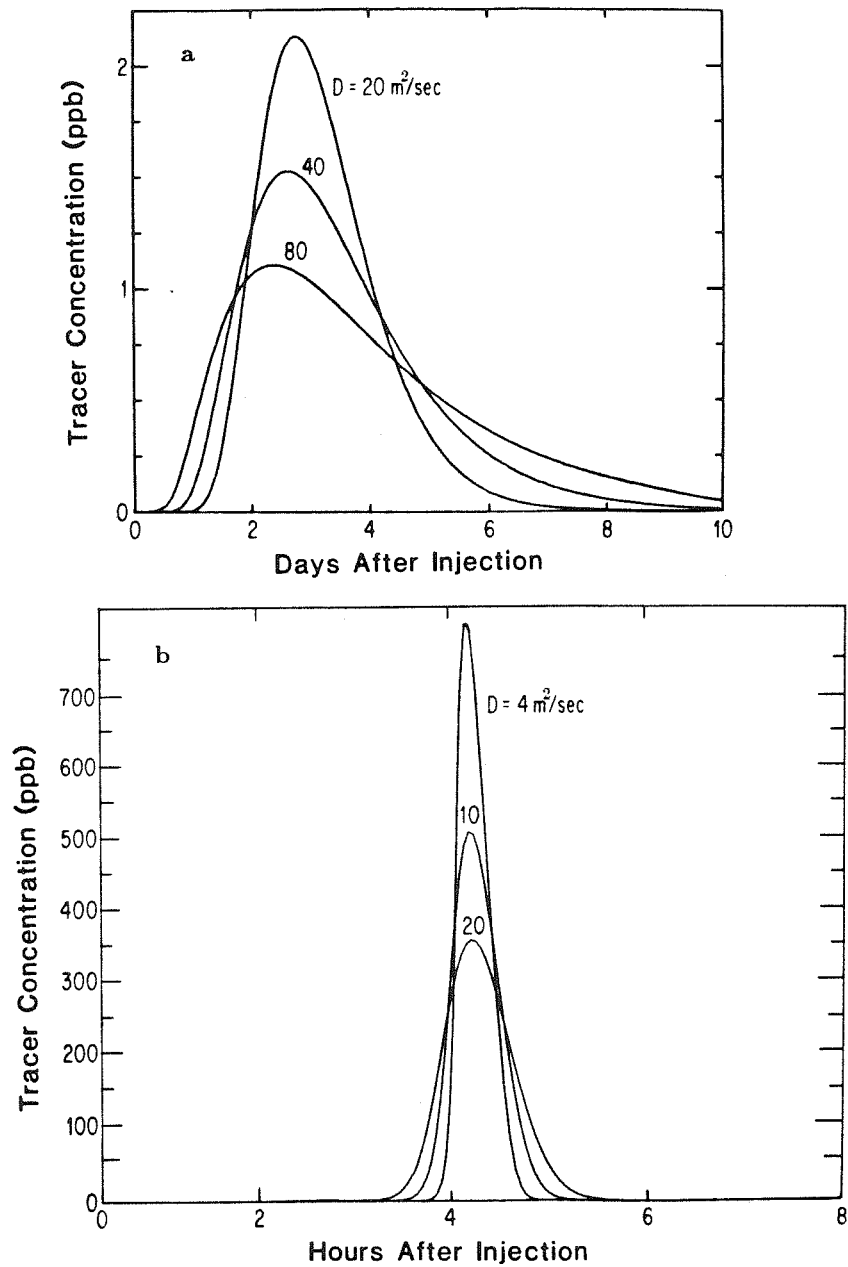 a
D = 20 m²/sec
40
80
2
1
0
0 2 4 6 8 10
Tracer Concentration (ppb)
Days After Injection
b
D = 4 m²/sec
10
20
700
600
500
400
300
200
100
0
0 2 4 6 8
Tracer Concentration (ppb)
Hours After Injection